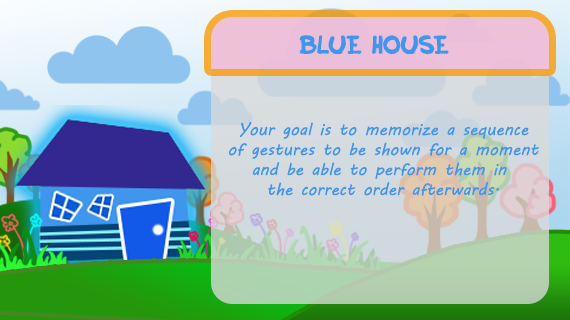 BLUE HOUSE
Your goal is to memorize a sequence
of gestures to be shown for a moment
and be able to perform them in
the correct order afterwards.